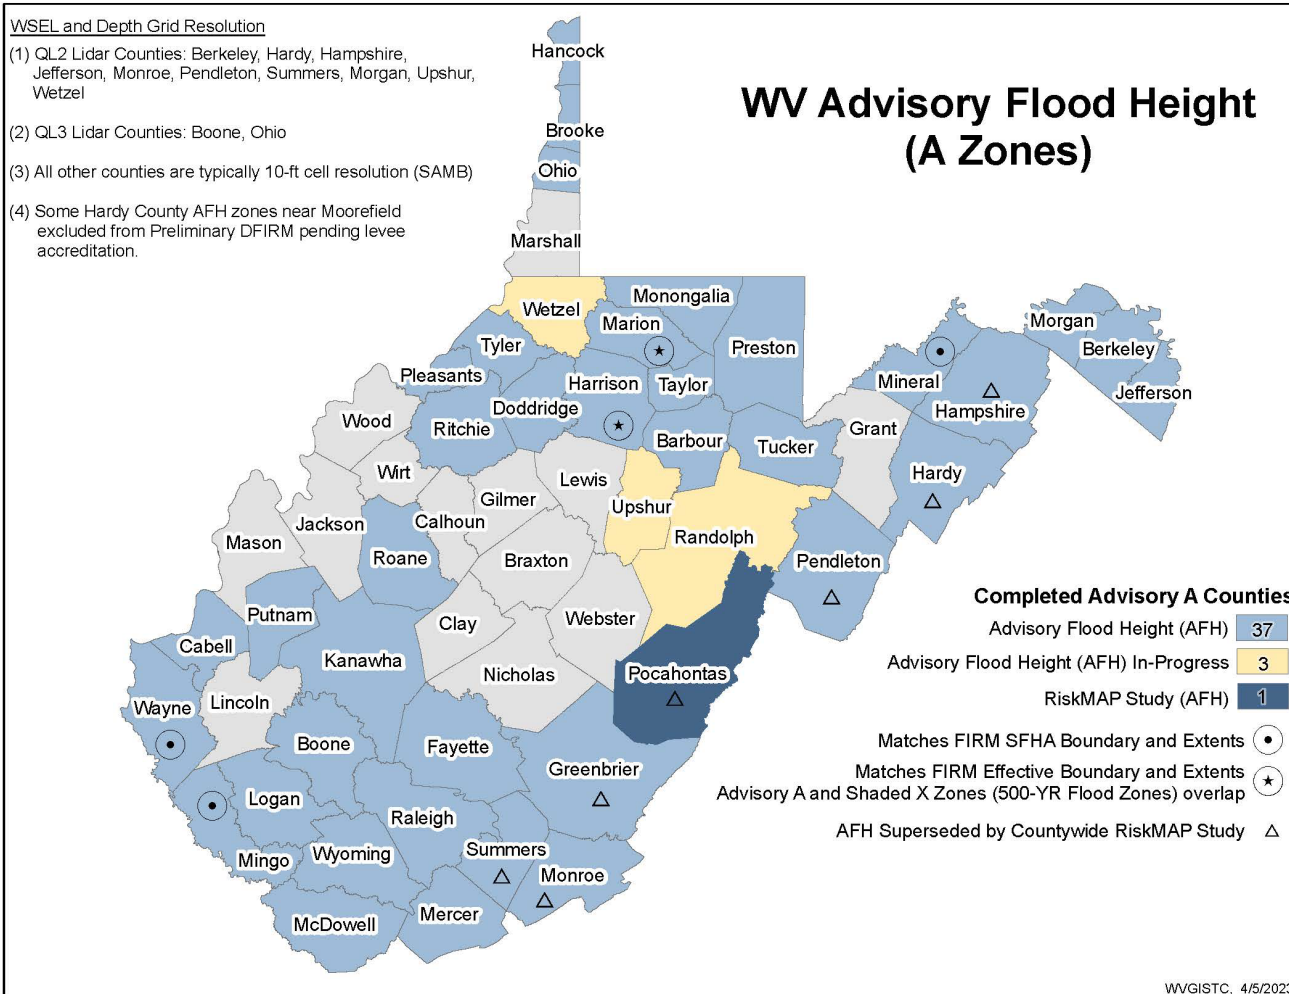 WSEL and Depth Grid Resolution
(1) QL2 Lidar Counties: Berkeley, Hardy, Hampshire,
Jefferson, Monroe, Pendleton, Summers, Morgan, Upshur,
Wetzel
(2) QL3 Lidar Counties: Boone, Ohio
(3) All other counties are typically 10-ft cell resolution (SAMB)
(4) Some Hardy County AFH zones near Moorefield
excluded from Preliminary DFIRM pending levee
accreditation.
WV Advisory Flood Height
(A Zones)
Hancock
Brooke
Ohio
Marshall
Wetzel
Monongalia
Marion
Preston
Tyler
Pleasants
Harrison
Taylor
Doddridge
Ritchie
Barbour
Tucker
Morgan
Berkeley
Jefferson
Mineral
Hampshire
Grant
Hardy
Wood
Wirt
Lewis
Gilmer
Calhoun
Upshur
Randolph
Jackson
Mason
Roane
Braxton
Pendleton
Putnam
Clay
Webster
Cabell
Kanawha
Nicholas
Pocahontas
Lincoln
Wayne
Boone
Fayette
Greenbrier
Logan
Raleigh
Mingo
Wyoming
Summers
Monroe
McDowell
Mercer
Completed Advisory A Counties
Advisory Flood Height (AFH) 37
Advisory Flood Height (AFH) In-Progress 3
RiskMAP Study (AFH) 1
Matches FIRM SFHA Boundary and Extents
Matches FIRM Effective Boundary and Extents
Advisory A and Shaded X Zones (500-YR Flood Zones) overlap
AFH Superseded by Countywide RiskMAP Study
WVGISTC, 4/5/2023